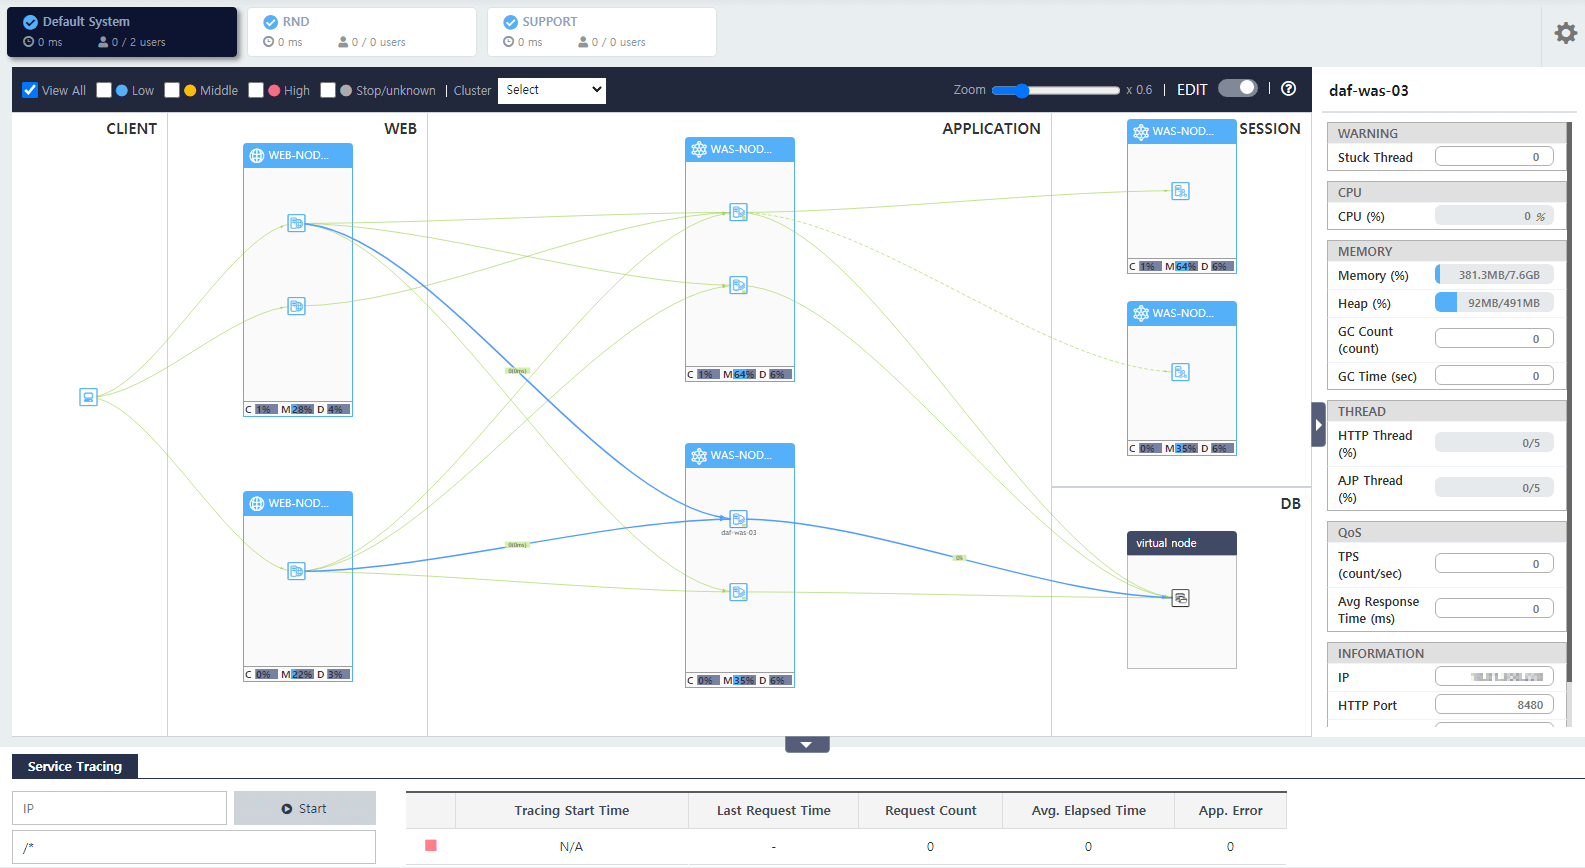 Default System
0 ms 0 / 2 users
RND
0 ms 0 / 0 users
SUPPORT
0 ms 0 / 0 users
View All Low Middle High Stop/unknown | Cluster Select
Zoom x 0.6 | EDIT | ?
CLIENT
WEB
APPLICATION
SESSION
DB
WEB-NOD...
C 1% M 28% D 4%
WEB-NOD...
C 0% M 22% D 3%
WAS-NOD...
C 1% M 64% D 6%
0(0ms)
WAS-NOD...
daf-was-03
C 0% M 35% D 6%
0(0ms)
0%
WAS-NOD...
C 1% M 64% D 6%
WAS-NOD...
C 0% M 35% D 6%
virtual node
daf-was-03
WARNING
Stuck Thread 0
CPU
CPU (%) 0 %
MEMORY
Memory (%) 381.3MB/7.6GB
Heap (%) 92MB/491MB
GC Count
(count) 0
GC Time (sec) 0
THREAD
HTTP Thread
(%) 0/5
AJP Thread
(%) 0/5
QoS
TPS
(count/sec) 0
Avg Response
Time (ms) 0
INFORMATION
IP
HTTP Port 8480
Service Tracing
IP
Start
/*
Tracing Start Time Last Request Time Request Count Avg. Elapsed Time App. Error
N/A - 0 0 0